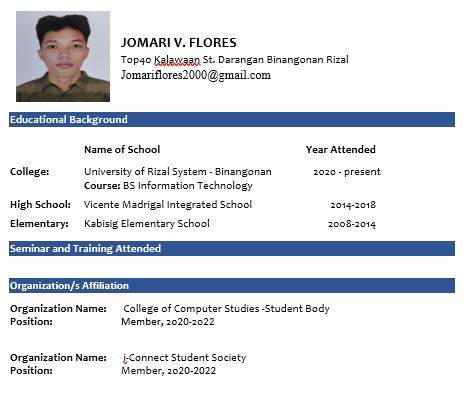 JOMARI V. FLORES
Top40 Kalawaan St. Darangan Binangonan Rizal
Jomariflores2000@gmail.com
Educational Background
Name of School Year Attended
College: University of Rizal System - Binangonan 2020 - present
Course: BS Information Technology
High School: Vicente Madrigal Integrated School 2014-2018
Elementary: Kabisig Elementary School 2008-2014
Seminar and Training Attended
Organization/s Affiliation
Organization Name: College of Computer Studies -Student Body
Position: Member, 2020-2022
Organization Name: i-Connect Student Society
Position: Member, 2020-2022